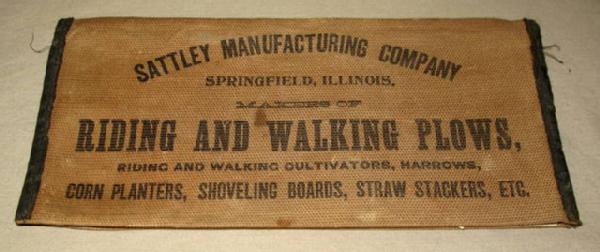 SATTLEY MANUFACTURING COMPANY
SPRINGFIELD, ILLINOIS.
MAKERS OF
RIDING AND WALKING PLOWS,
RIDING AND WALKING CULTIVATORS, HARROWS,
CORN PLANTERS, SHOVELING BOARDS, STRAW STACKERS, ETC.